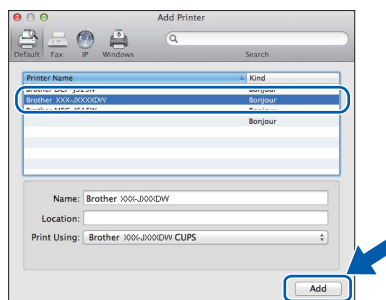 Add Printer
Default Fax IP Windows Search
Printer Name Kind
Bonjour
Brother XXX-JXXXXDW Bonjour
Bonjour
Bonjour
Name: Brother XXX-JXXXDW
Location:
Print Using: Brother XXX-JXXXDW CUPS
Add